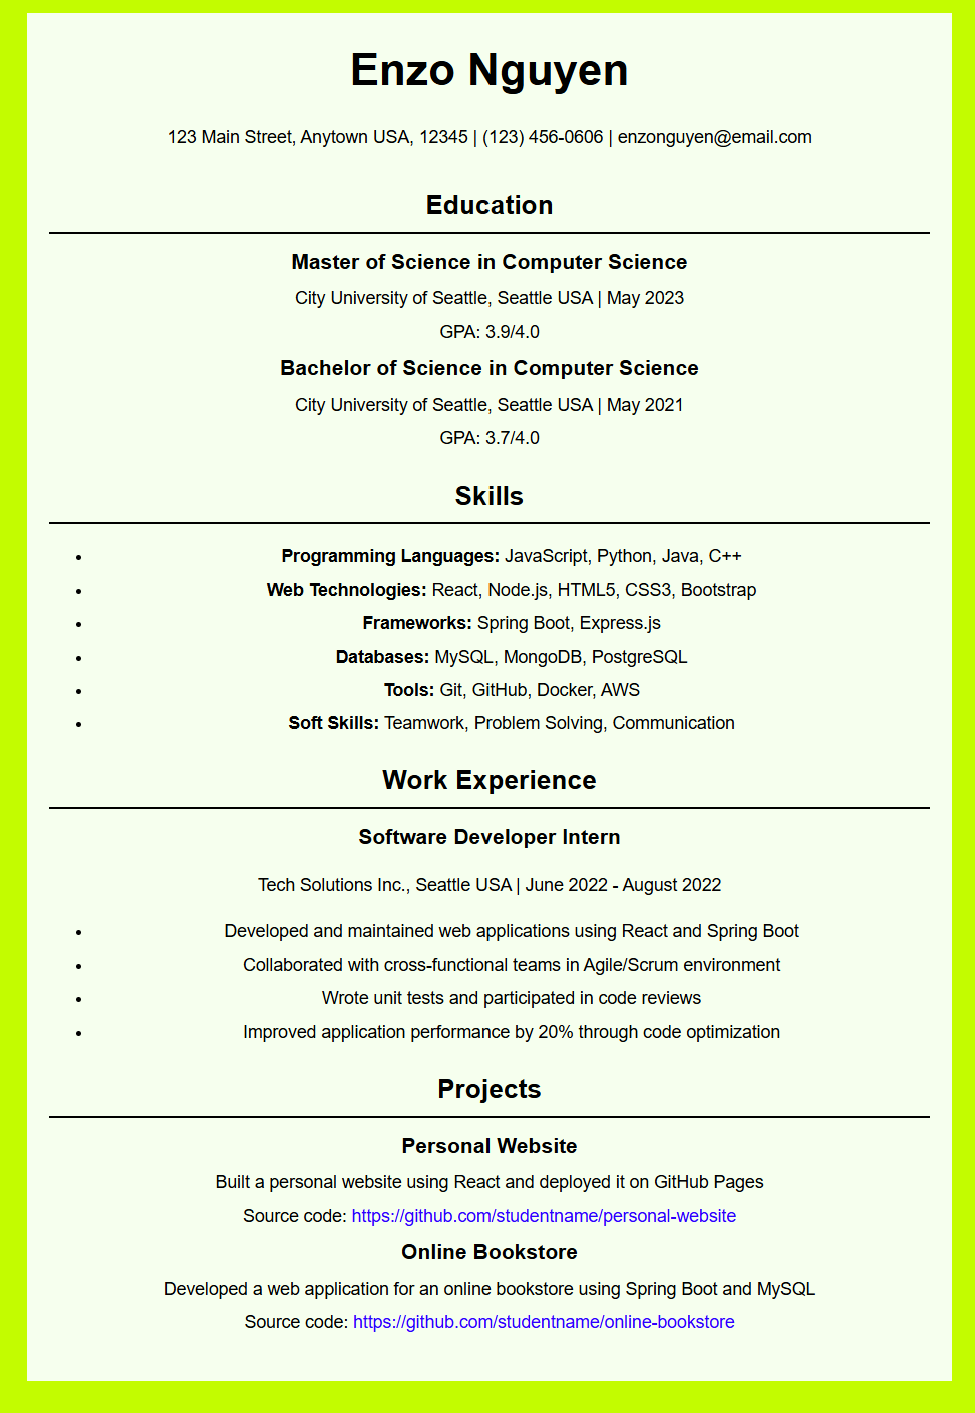 Enzo Nguyen
123 Main Street, Anytown USA, 12345 | (123) 456-0606 | enzonguyen@email.com
Education
Master of Science in Computer Science
City University of Seattle, Seattle USA | May 2023
GPA: 3.9/4.0
Bachelor of Science in Computer Science
City University of Seattle, Seattle USA | May 2021
GPA: 3.7/4.0
Skills
• Programming Languages: JavaScript, Python, Java, C++
• Web Technologies: React, Node.js, HTML5, CSS3, Bootstrap
• Frameworks: Spring Boot, Express.js
• Databases: MySQL, MongoDB, PostgreSQL
• Tools: Git, GitHub, Docker, AWS
• Soft Skills: Teamwork, Problem Solving, Communication
Work Experience
Software Developer Intern
Tech Solutions Inc., Seattle USA | June 2022 - August 2022
• Developed and maintained web applications using React and Spring Boot
• Collaborated with cross-functional teams in Agile/Scrum environment
• Wrote unit tests and participated in code reviews
• Improved application performance by 20% through code optimization
Projects
Personal Website
Built a personal website using React and deployed it on GitHub Pages
Source code: https://github.com/studentname/personal-website
Online Bookstore
Developed a web application for an online bookstore using Spring Boot and MySQL
Source code: https://github.com/studentname/online-bookstore